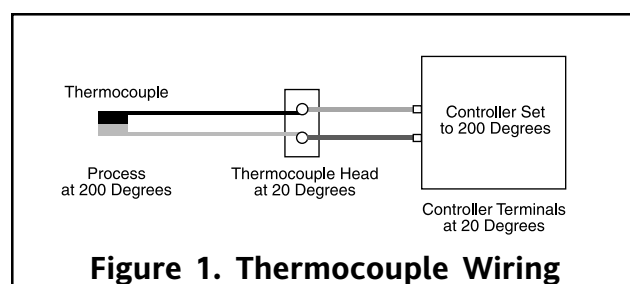 Thermocouple
Process
at 200 Degrees
Thermocouple Head
at 20 Degrees
Controller Set
to 200 Degrees
Controller Terminals
at 20 Degrees
Figure 1. Thermocouple Wiring